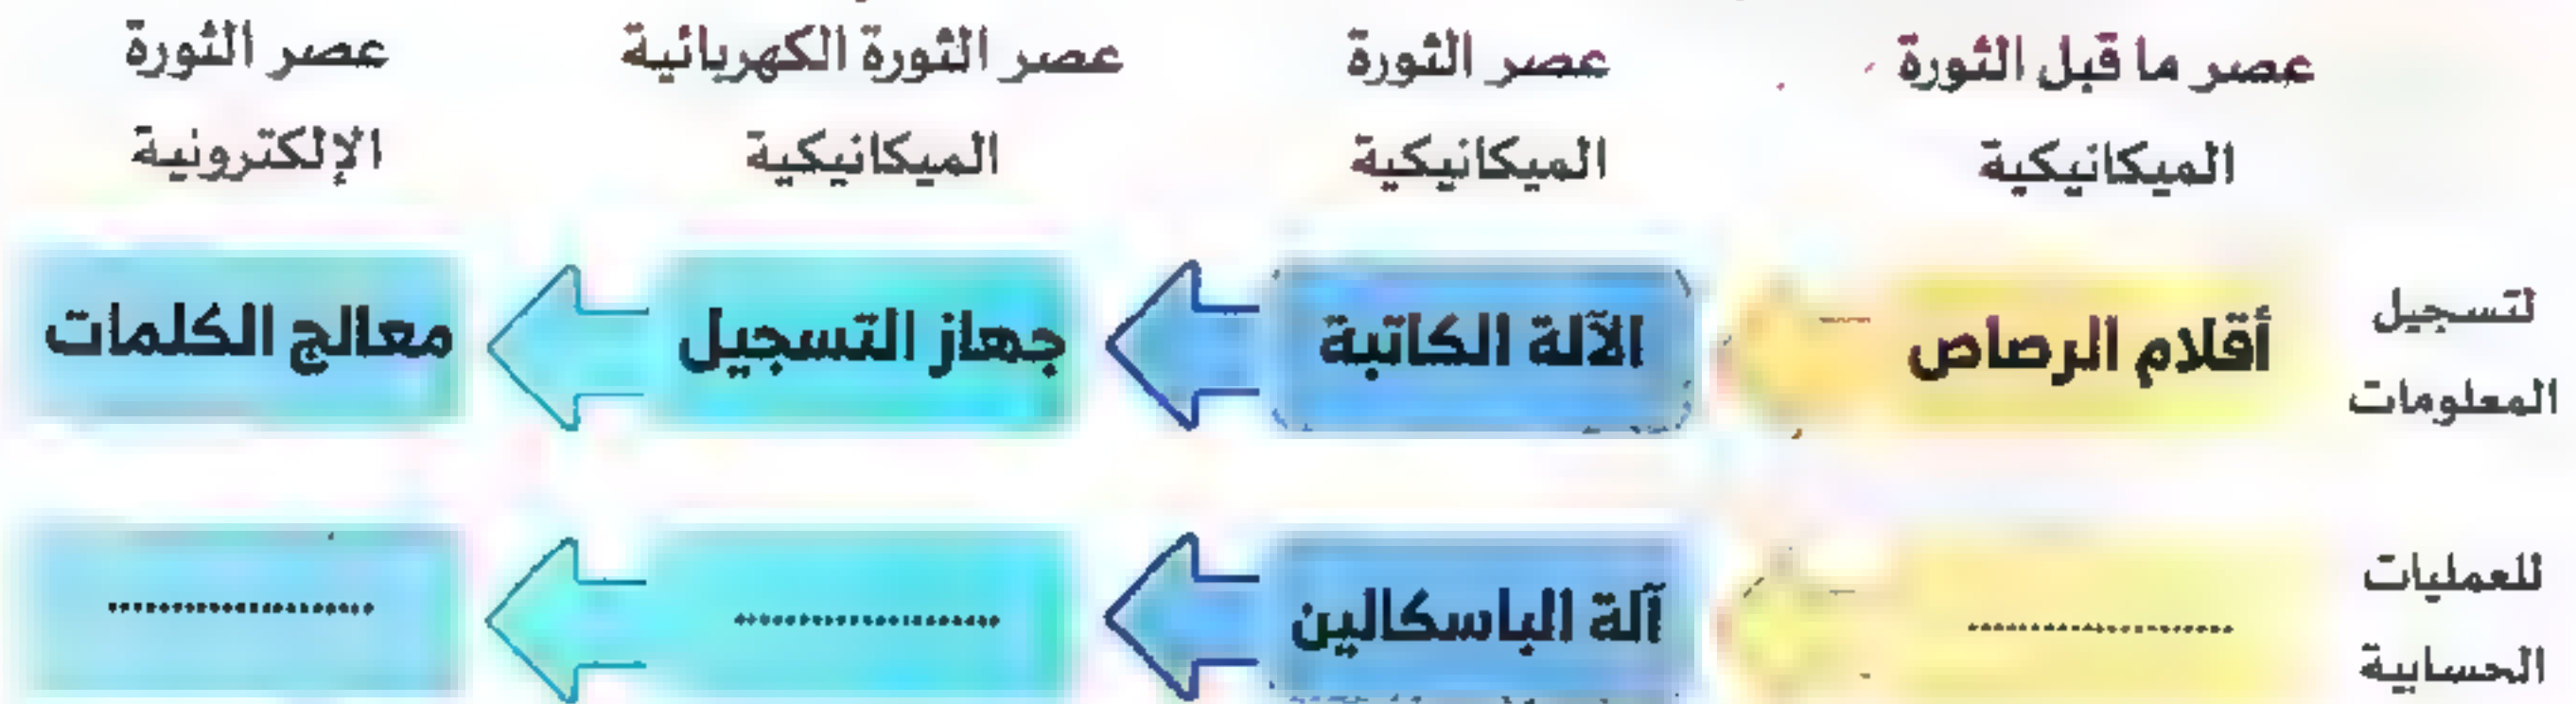 عصر ما قبل الثورة الميكانيكية
عصر الثورة الميكانيكية
عصر الثورة الكهربائية الميكانيكية
عصر الثورة الإلكترونية
لتسجيل المعلومات
أقلام الرصاص
الآلة الكاتبة
جهاز التسجيل
معالج الكلمات
للعمليات الحسابية
....................
آلة الباسكالين
....................
....................